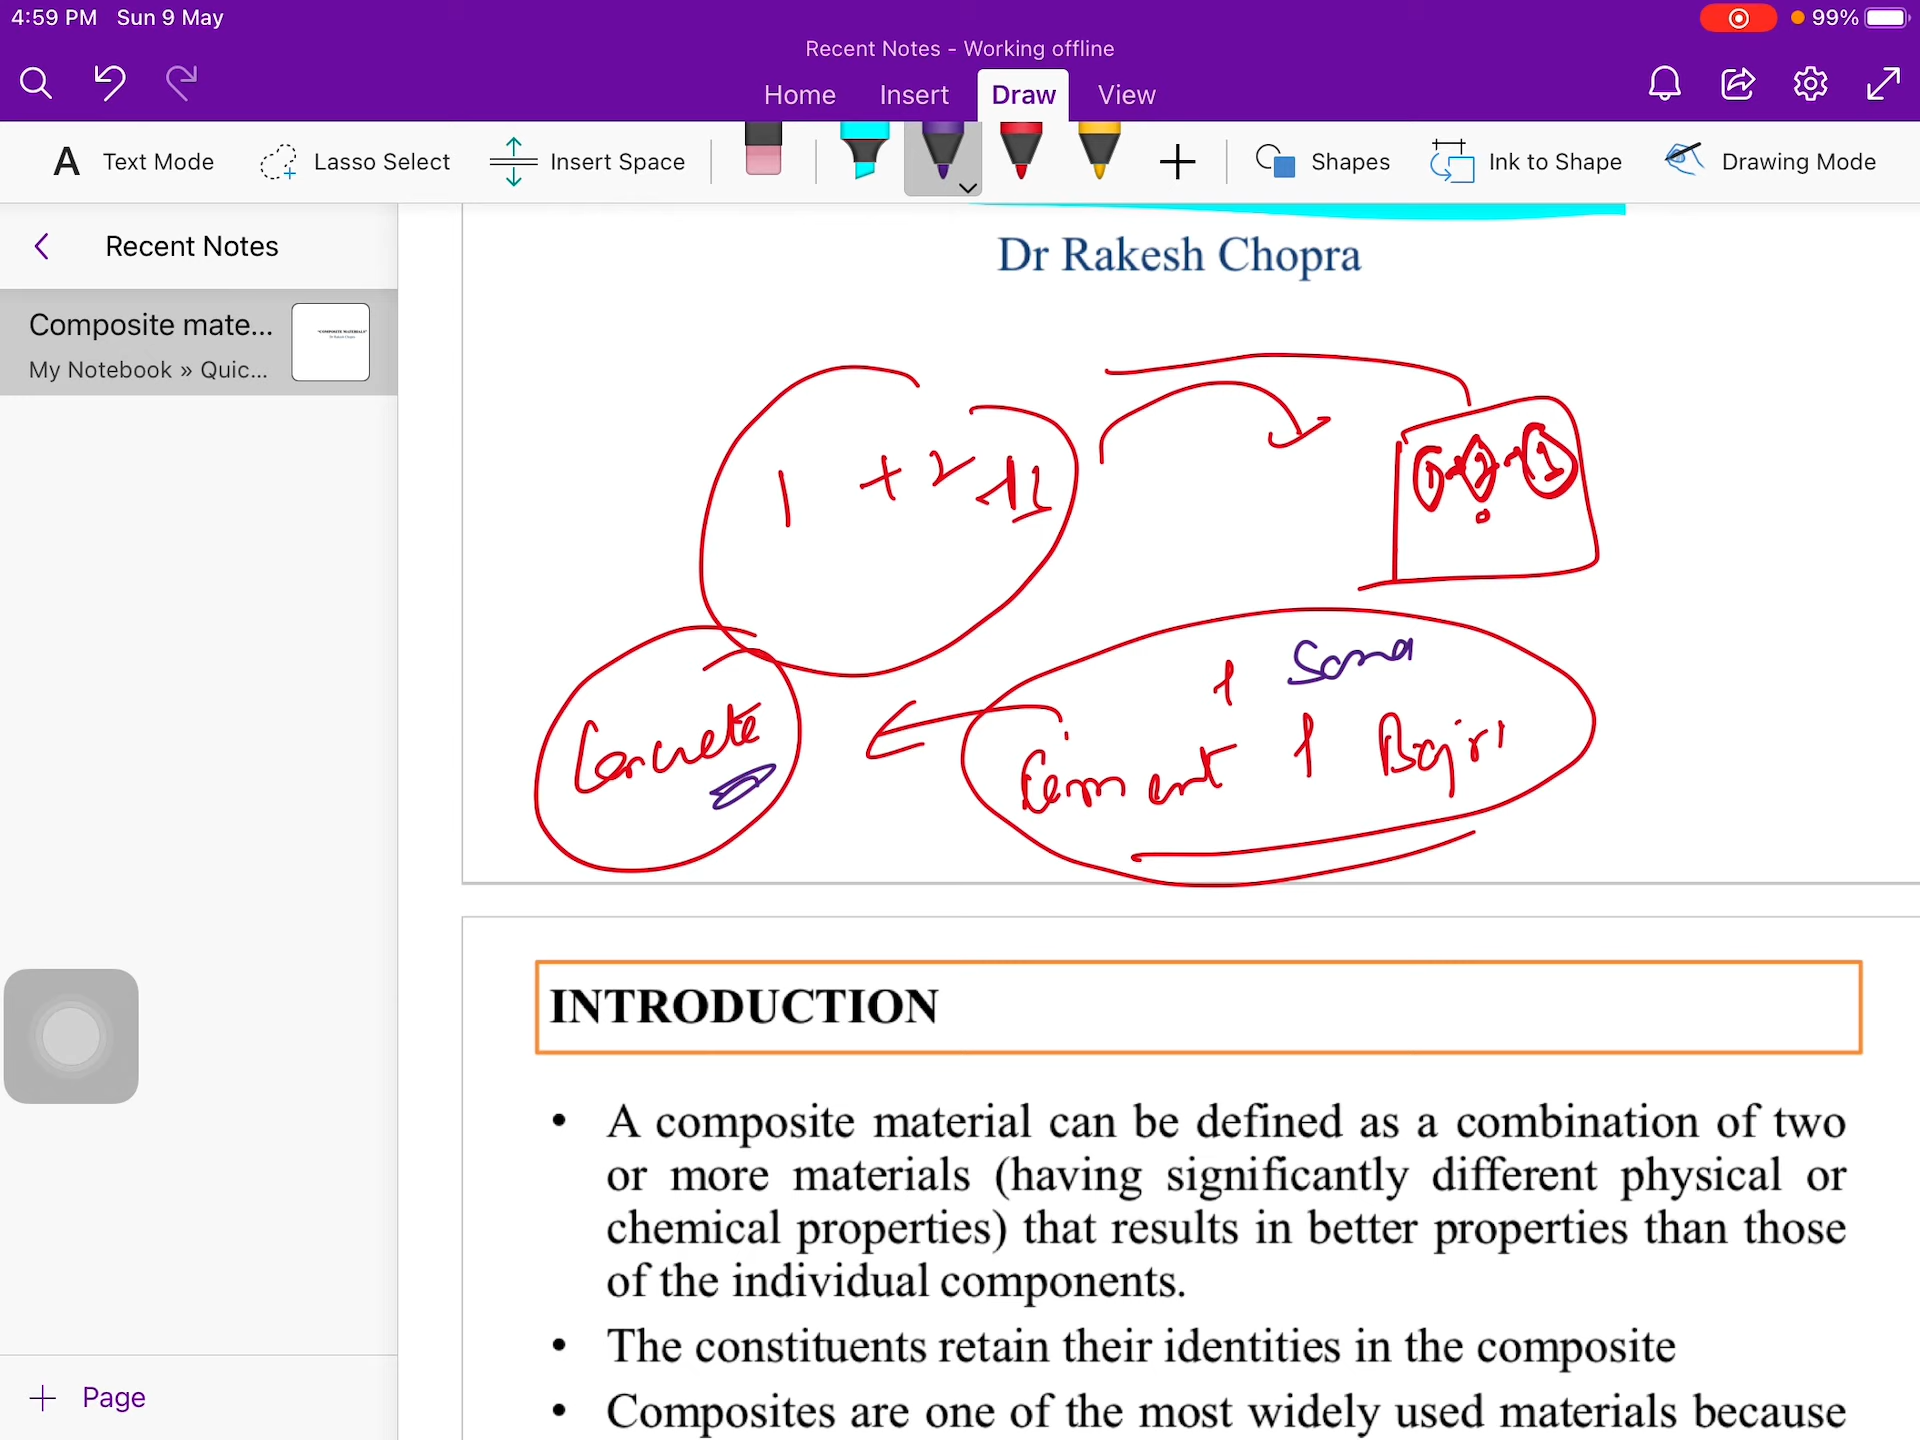 4:59 PM Sun 9 May
99%
Recent Notes - Working offline
Home Insert Draw View
Text Mode Lasso Select Insert Space Shapes Ink to Shape Drawing Mode
Recent Notes
Composite mate...
My Notebook » Quic...
Dr Rakesh Chopra
1 + 2
1 2 1
Sand
Concrete
Cement + Bajri
INTRODUCTION
• A composite material can be defined as a combination of two
or more materials (having significantly different physical or
chemical properties) that results in better properties than those
of the individual components.
• The constituents retain their identities in the composite
• Composites are one of the most widely used materials because
+ Page